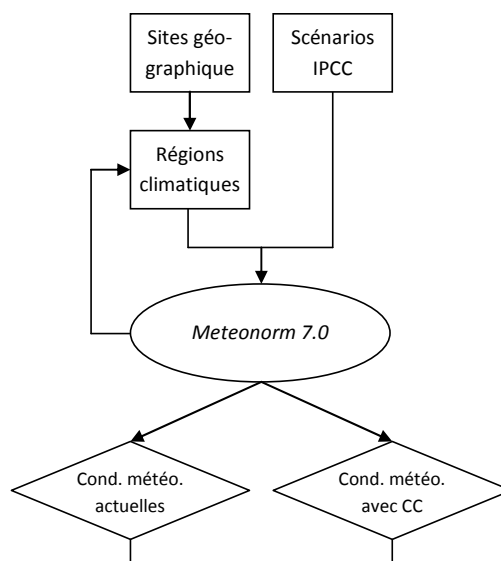 Sites géo-
graphique
Scénarios
IPCC
Régions
climatiques
Meteonorm 7.0
Cond. météo.
actuelles
Cond. météo.
avec CC